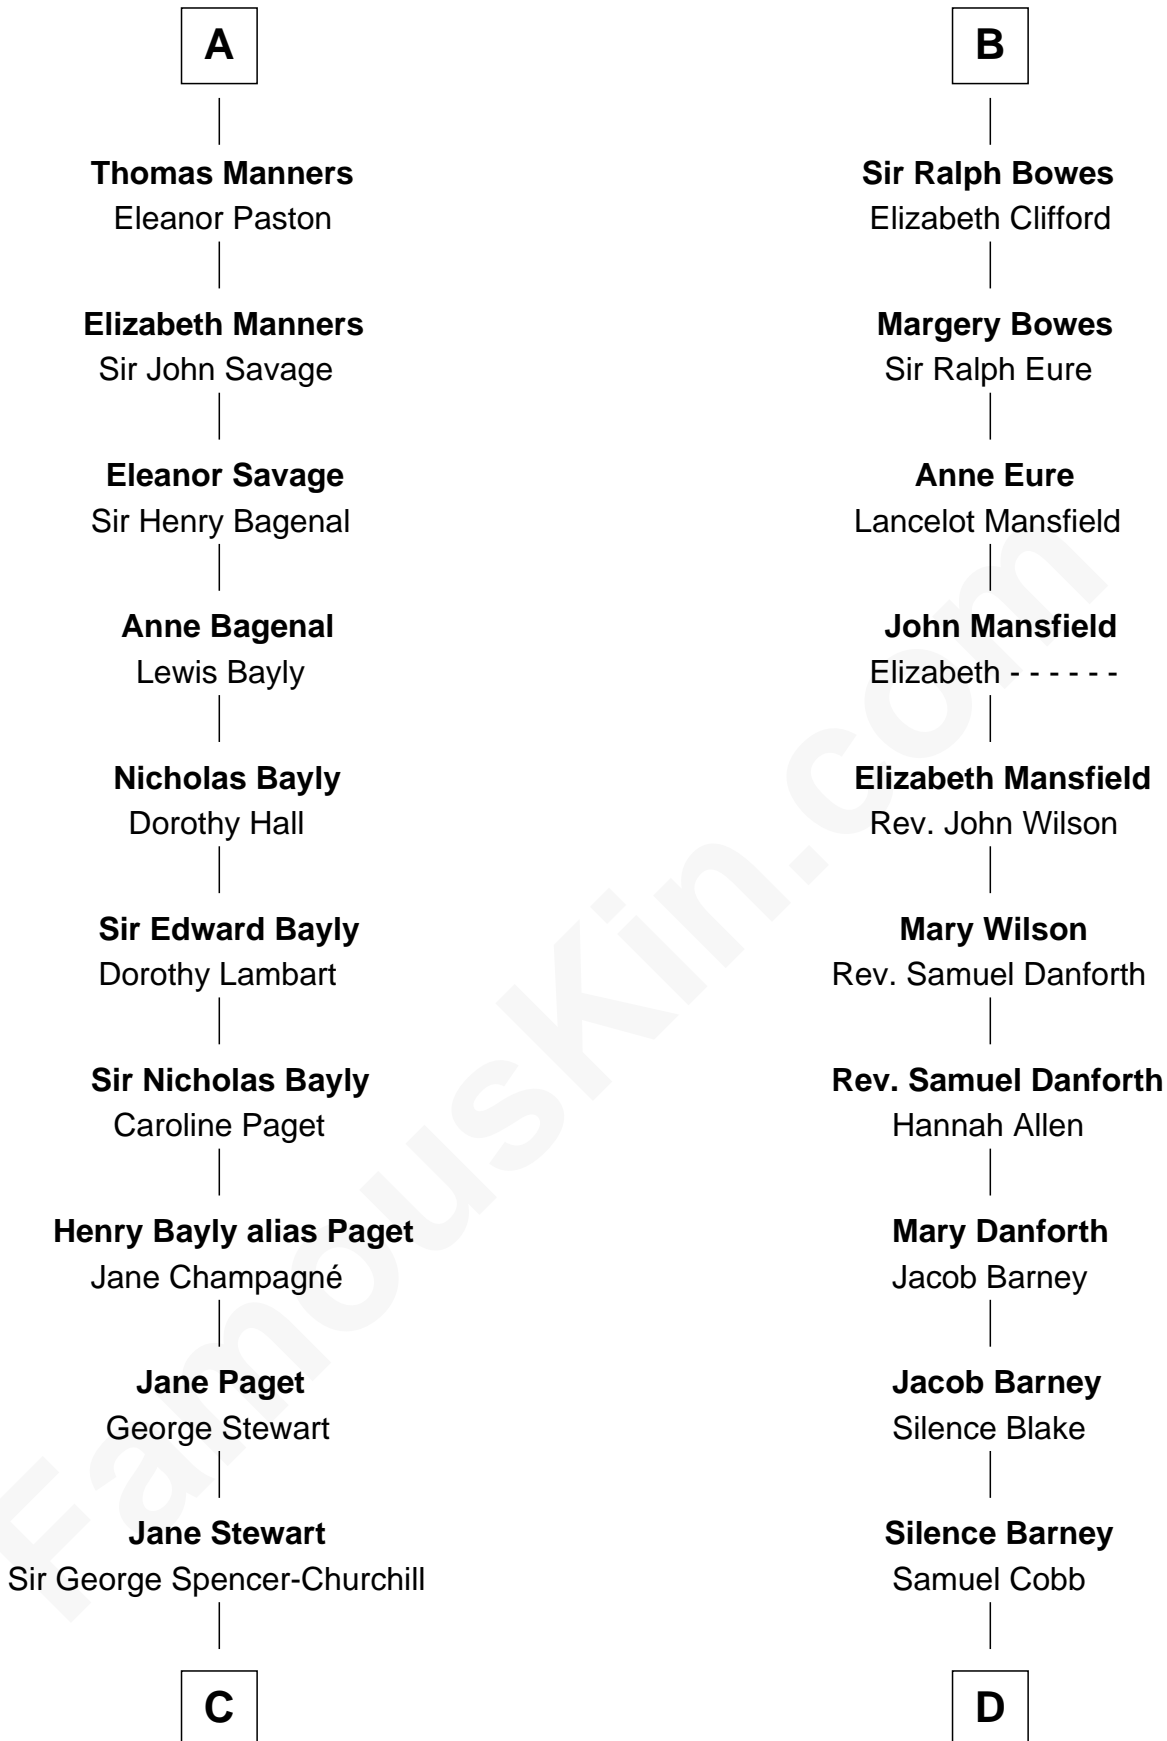 A
Thomas Manners
Eleanor Paston
Elizabeth Manners
Sir John Savage
Eleanor Savage
Sir Henry Bagenal
Anne Bagenal
Lewis Bayly
Nicholas Bayly
Dorothy Hall
Sir Edward Bayly
Dorothy Lambart
Sir Nicholas Bayly
Caroline Paget
Henry Bayly alias Paget
Jane Champagné
Jane Paget
George Stewart
Jane Stewart
Sir George Spencer-Churchill
C
B
Sir Ralph Bowes
Elizabeth Clifford
Margery Bowes
Sir Ralph Eure
Anne Eure
Lancelot Mansfield
John Mansfield
Elizabeth - - - - - -
Elizabeth Mansfield
Rev. John Wilson
Mary Wilson
Rev. Samuel Danforth
Rev. Samuel Danforth
Hannah Allen
Mary Danforth
Jacob Barney
Jacob Barney
Silence Blake
Silence Barney
Samuel Cobb
D
FamousKin.com